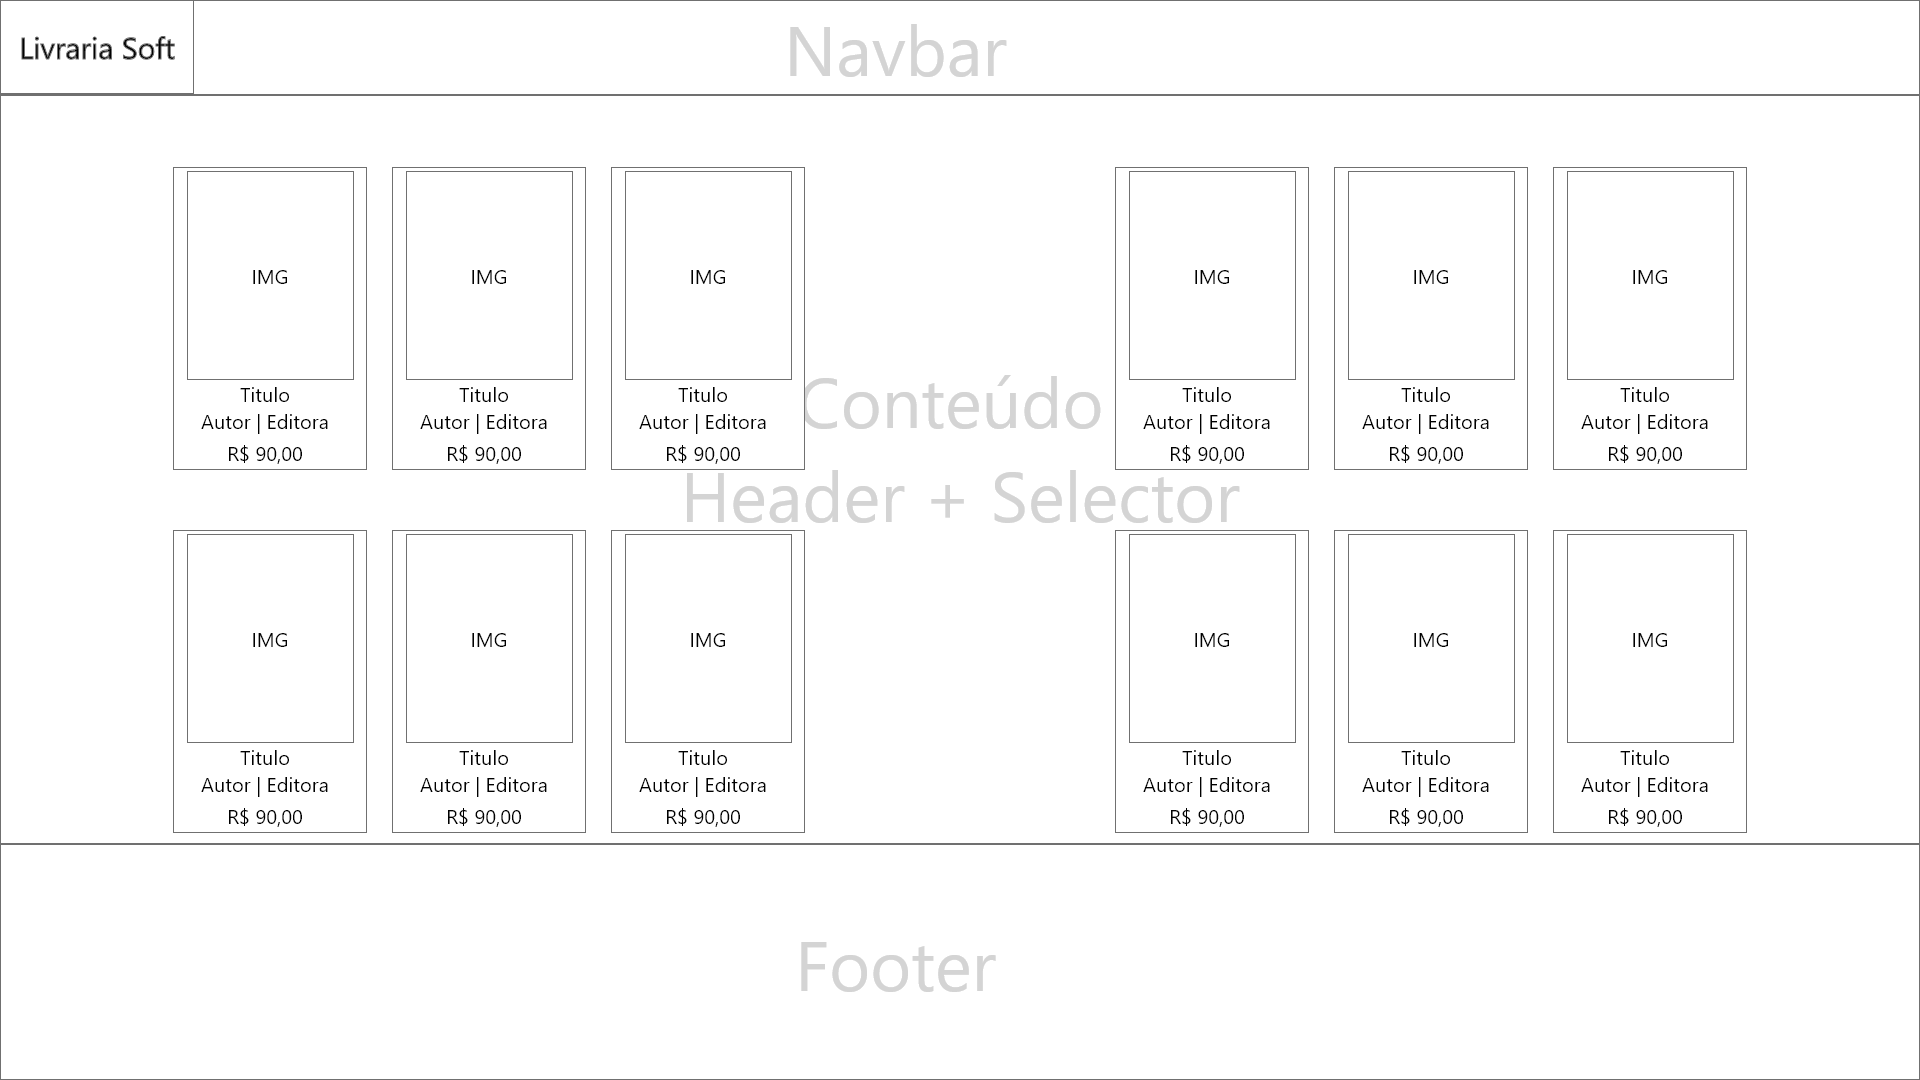 Livraria Soft
Navbar
IMG
IMG
IMG
IMG
IMG
IMG
Titulo
Titulo
Titulo
Titulo
Titulo
Titulo
Conteúdo
Autor | Editora
Autor | Editora
Autor | Editora
Autor | Editora
Autor | Editora
Autor | Editora
R$ 90,00
R$ 90,00
R$ 90,00
R$ 90,00
R$ 90,00
R$ 90,00
Header + Selector
IMG
IMG
IMG
IMG
IMG
IMG
Titulo
Titulo
Titulo
Titulo
Titulo
Titulo
Autor | Editora
Autor | Editora
Autor | Editora
Autor | Editora
Autor | Editora
Autor | Editora
R$ 90,00
R$ 90,00
R$ 90,00
R$ 90,00
R$ 90,00
R$ 90,00
Footer